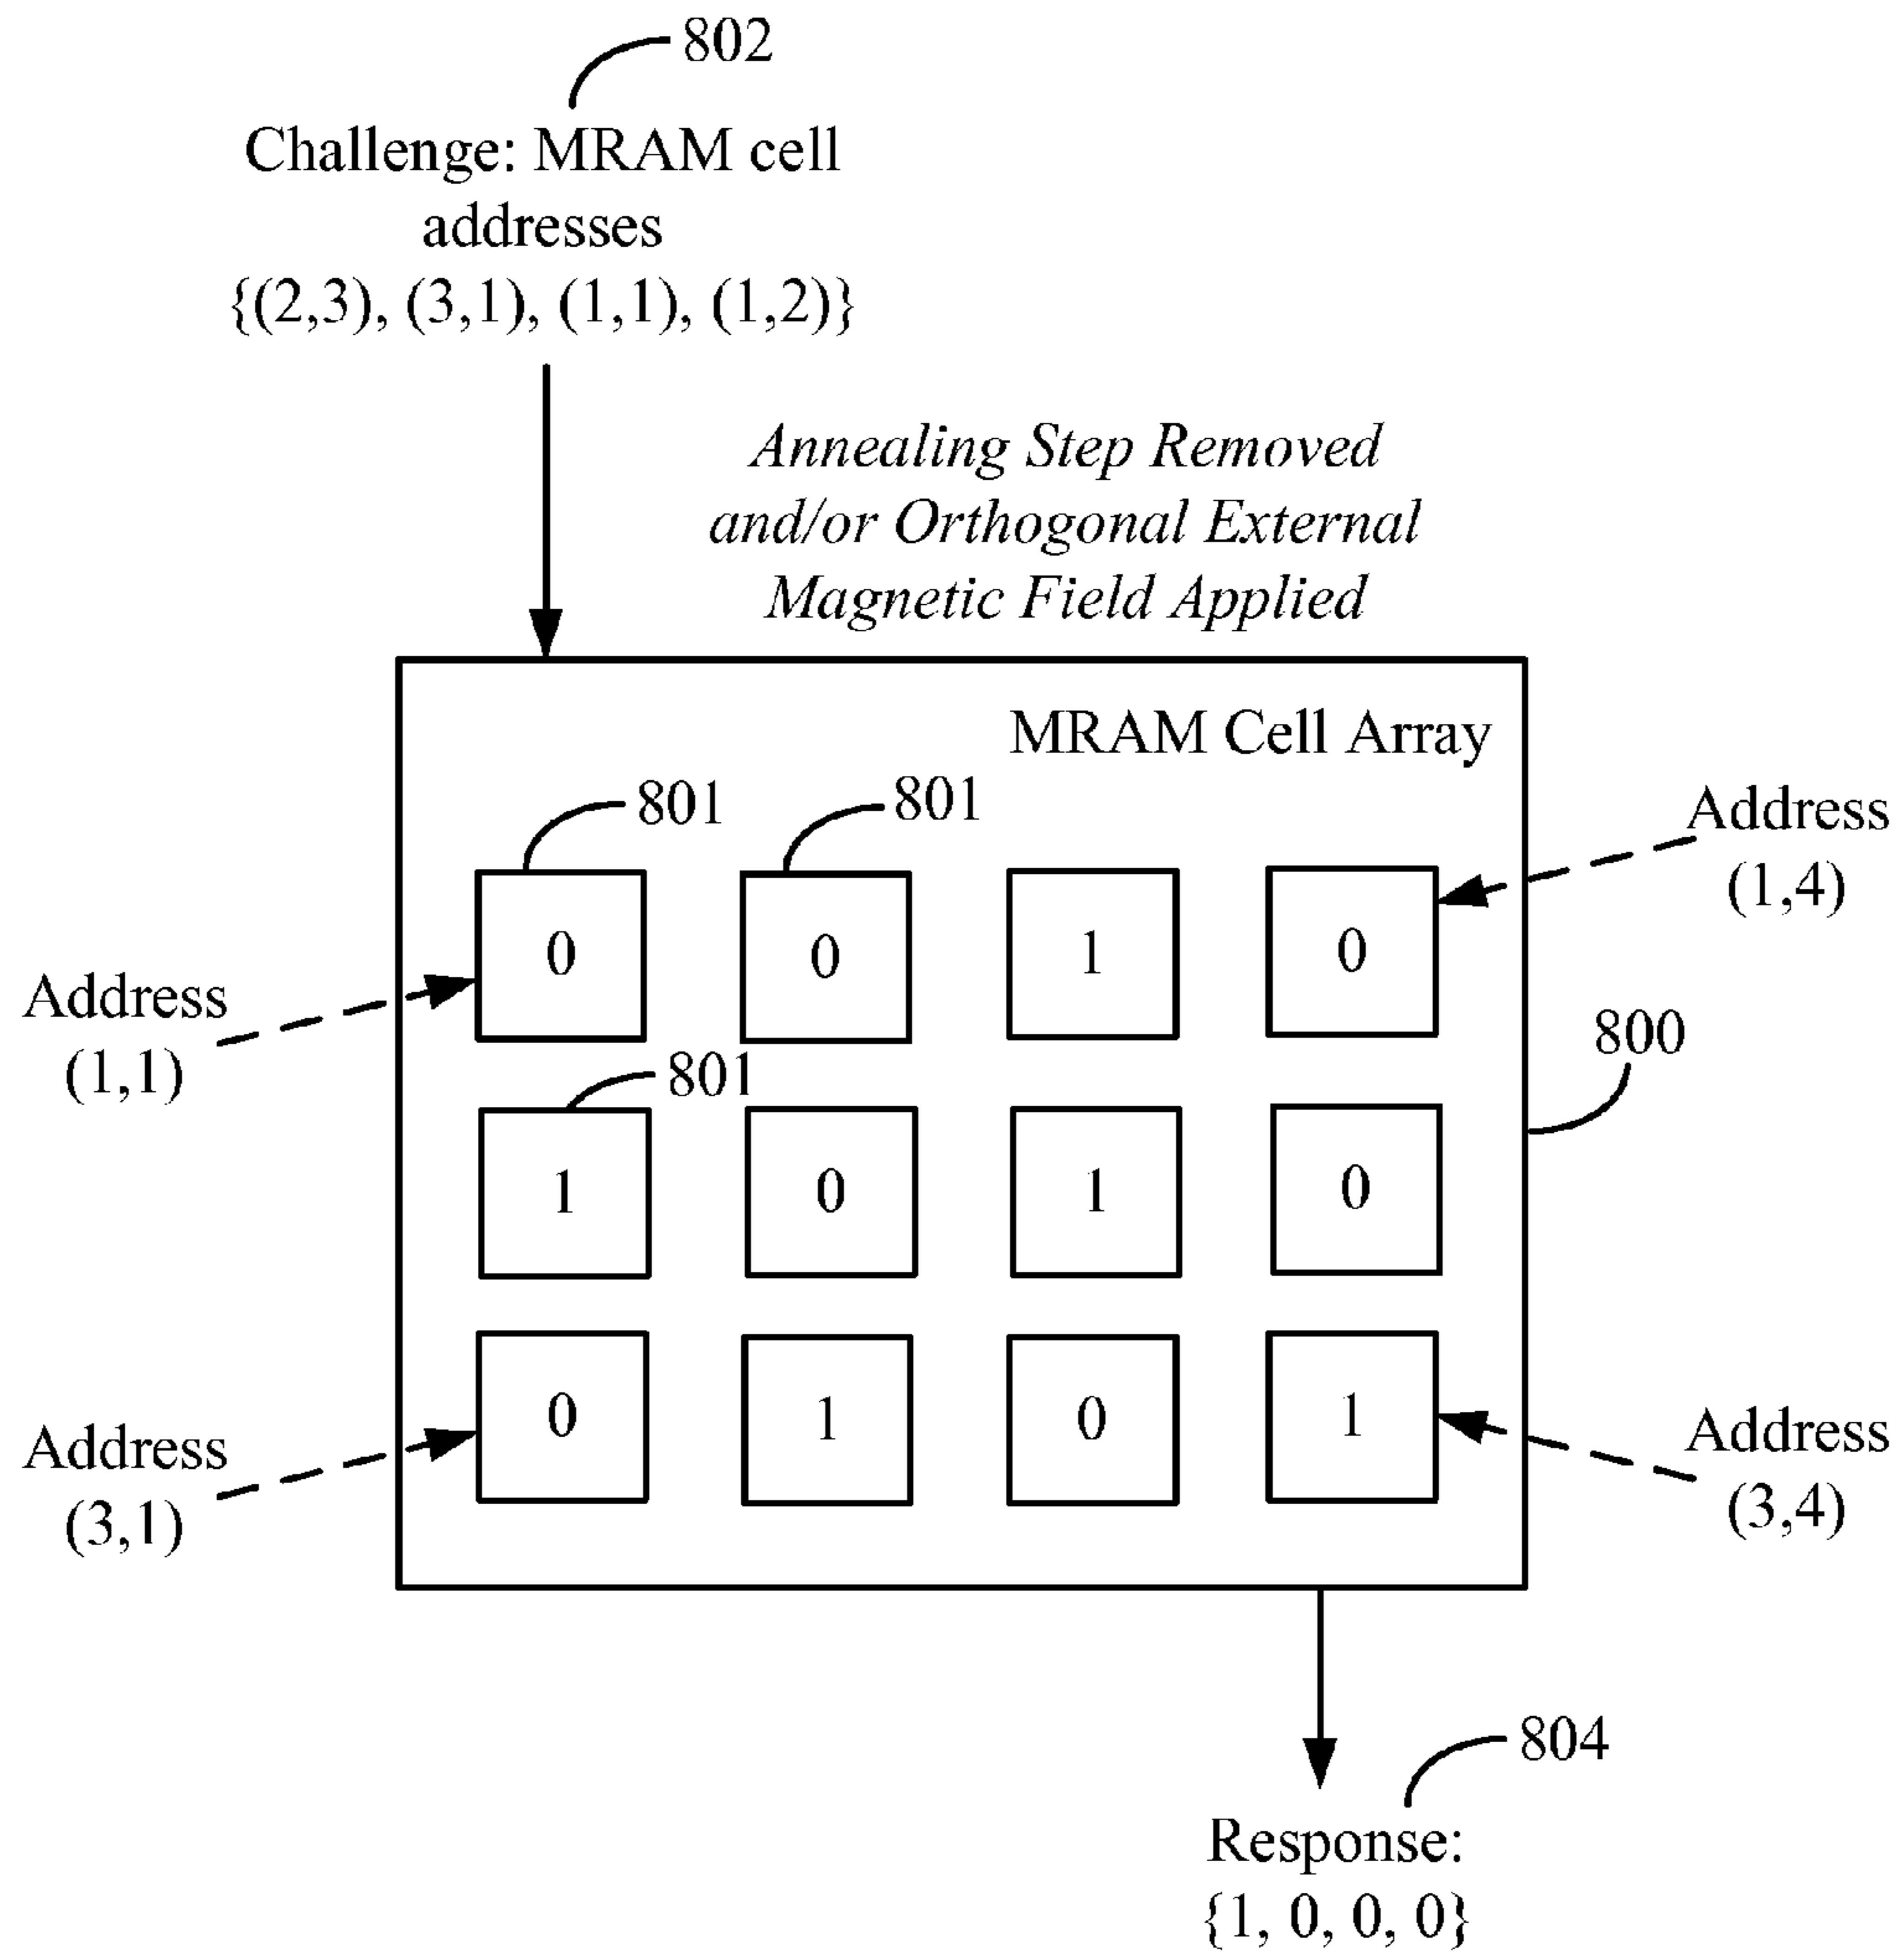 802
Challenge: MRAM cell
addresses
{(2,3), (3,1), (1,1), (1,2)}
Annealing Step Removed
and/or Orthogonal External
Magnetic Field Applied
MRAM Cell Array
801
801
Address
(1,4)
0
0
1
0
Address
(1,1)
800
801
1
0
1
0
0
1
0
1
Address
(3,1)
Address
(3,4)
804
Response:
{1, 0, 0, 0}